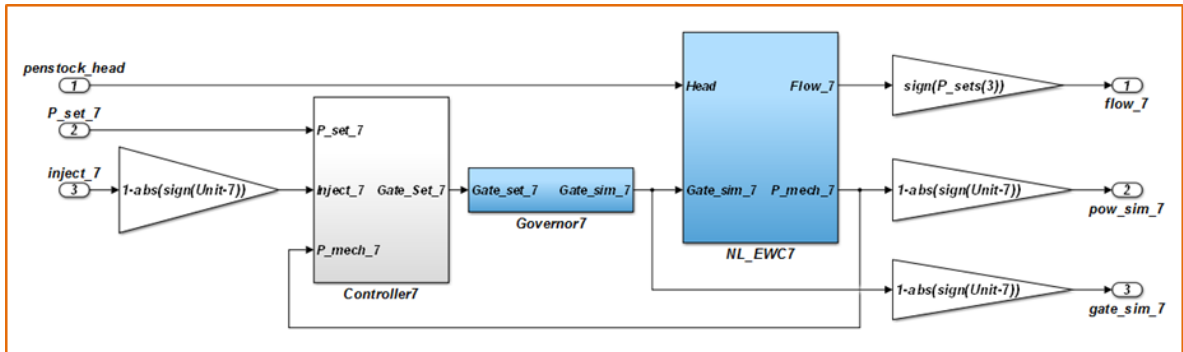 penstock_head
1
P_set_7
2
inject_7
3
1-abs(sign(Unit-7))
P_set_7
Inject_7
Gate_Set_7
P_mech_7
Controller7
Gate_set_7
Gate_sim_7
Governor7
Head
Flow_7
Gate_sim_7
P_mech_7
NL_EWC7
sign(P_sets(3))
1
flow_7
1-abs(sign(Unit-7))
2
pow_sim_7
1-abs(sign(Unit-7))
3
gate_sim_7